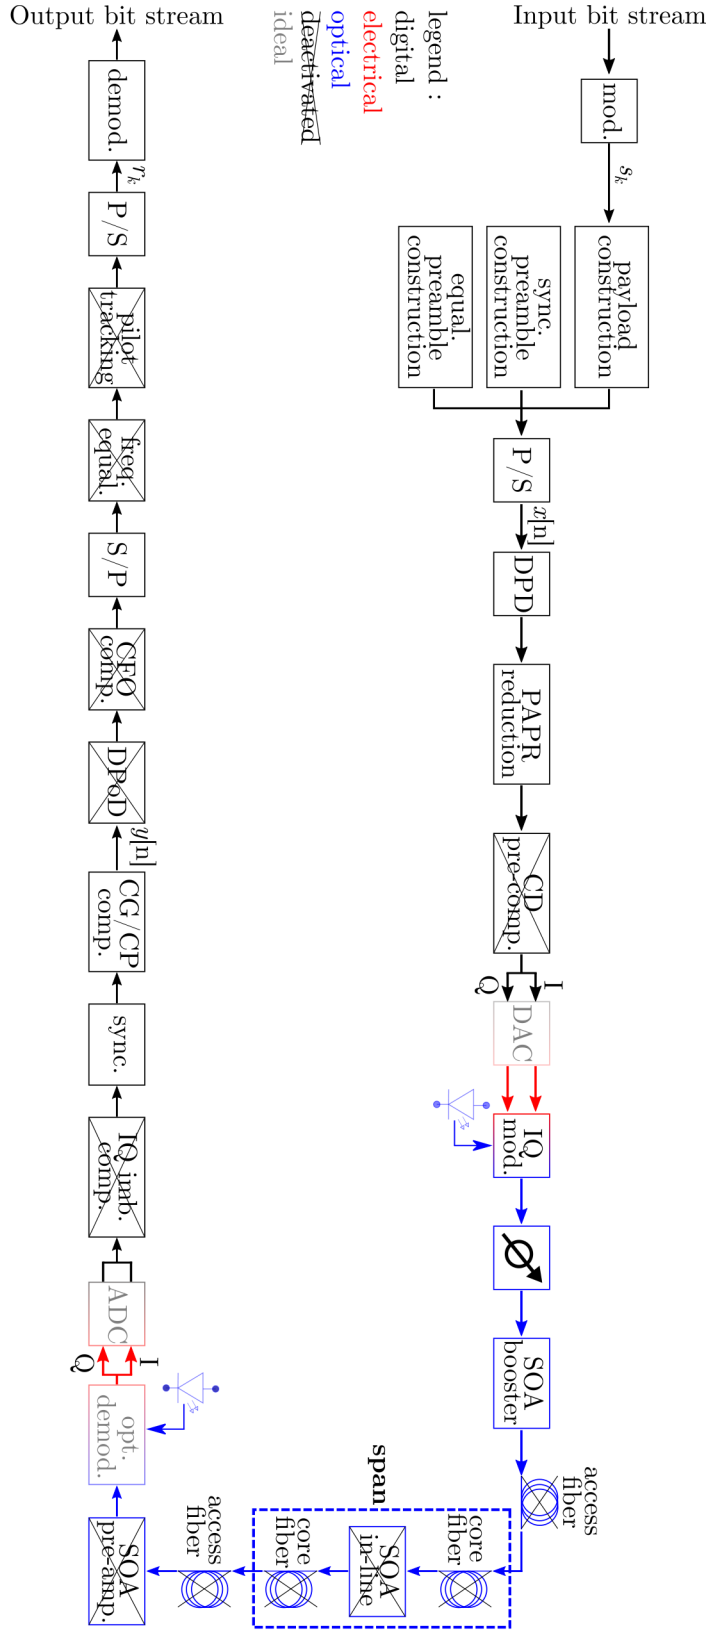 Input bit stream
mod.
s_k
payload
construction
sync.
preamble
construction
equal.
preamble
construction
P/S
x[n]
DPD
PAPR
reduction
CD
pre-comp.
I
Q
DAC
IQ
mod.
SOA
booster
access
fiber
span
core
fiber
SOA
in-line
core
fiber
access
fiber
SOA
pre-amp.
opt.
demod.
I
Q
ADC
IQ imb.
comp.
sync.
CG/CP
comp.
y[n]
DPoD
CFO
comp.
S/P
freq.
equal.
pilot
tracking
P/S
r_k
demod.
Output bit stream
legend :
digital
electrical
optical
deactivated
ideal